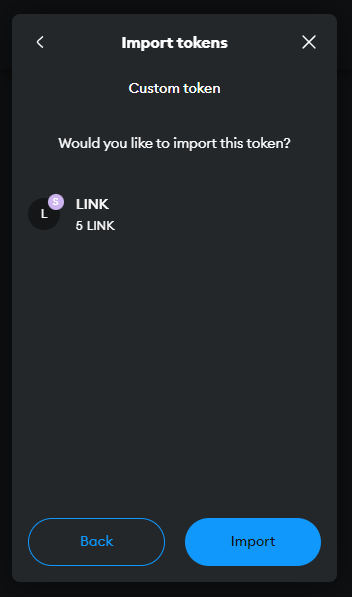 Import tokens
Custom token
Would you like to import this token?
L
S
LINK
5 LINK
Back
Import